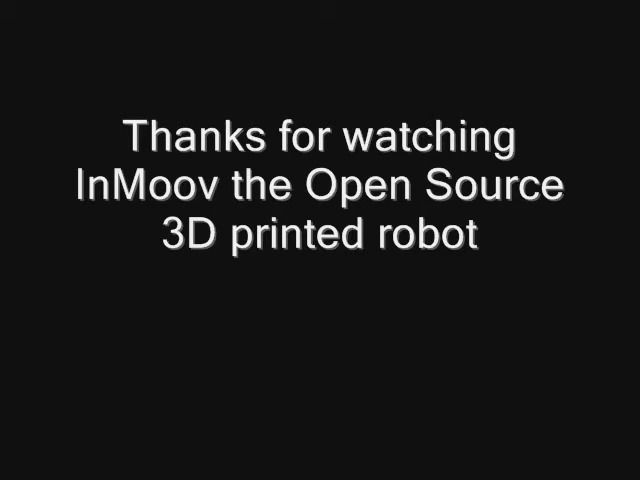 Thanks for watching
InMoov the Open Source
3D printed robot